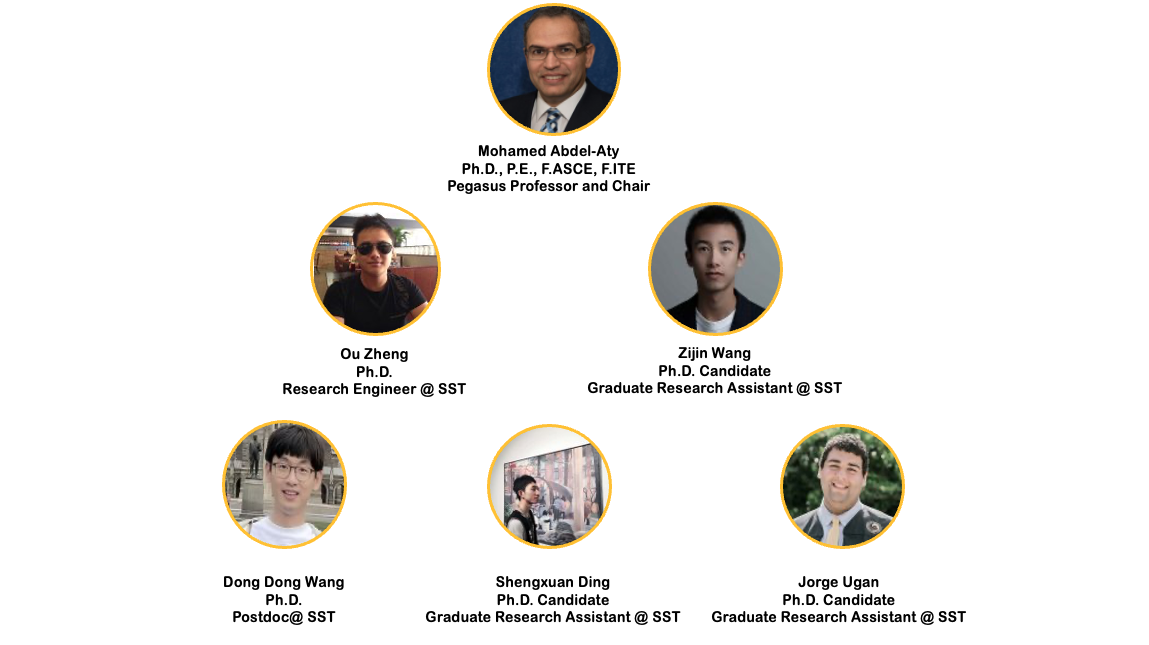 Mohamed Abdel-Aty
Ph.D., P.E., F.ASCE, F.ITE
Pegasus Professor and Chair
Ou Zheng
Ph.D.
Research Engineer @ SST
Zijin Wang
Ph.D. Candidate
Graduate Research Assistant @ SST
Dong Dong Wang
Ph.D.
Postdoc@ SST
Shengxuan Ding
Ph.D. Candidate
Graduate Research Assistant @ SST
Jorge Ugan
Ph.D. Candidate
Graduate Research Assistant @ SST